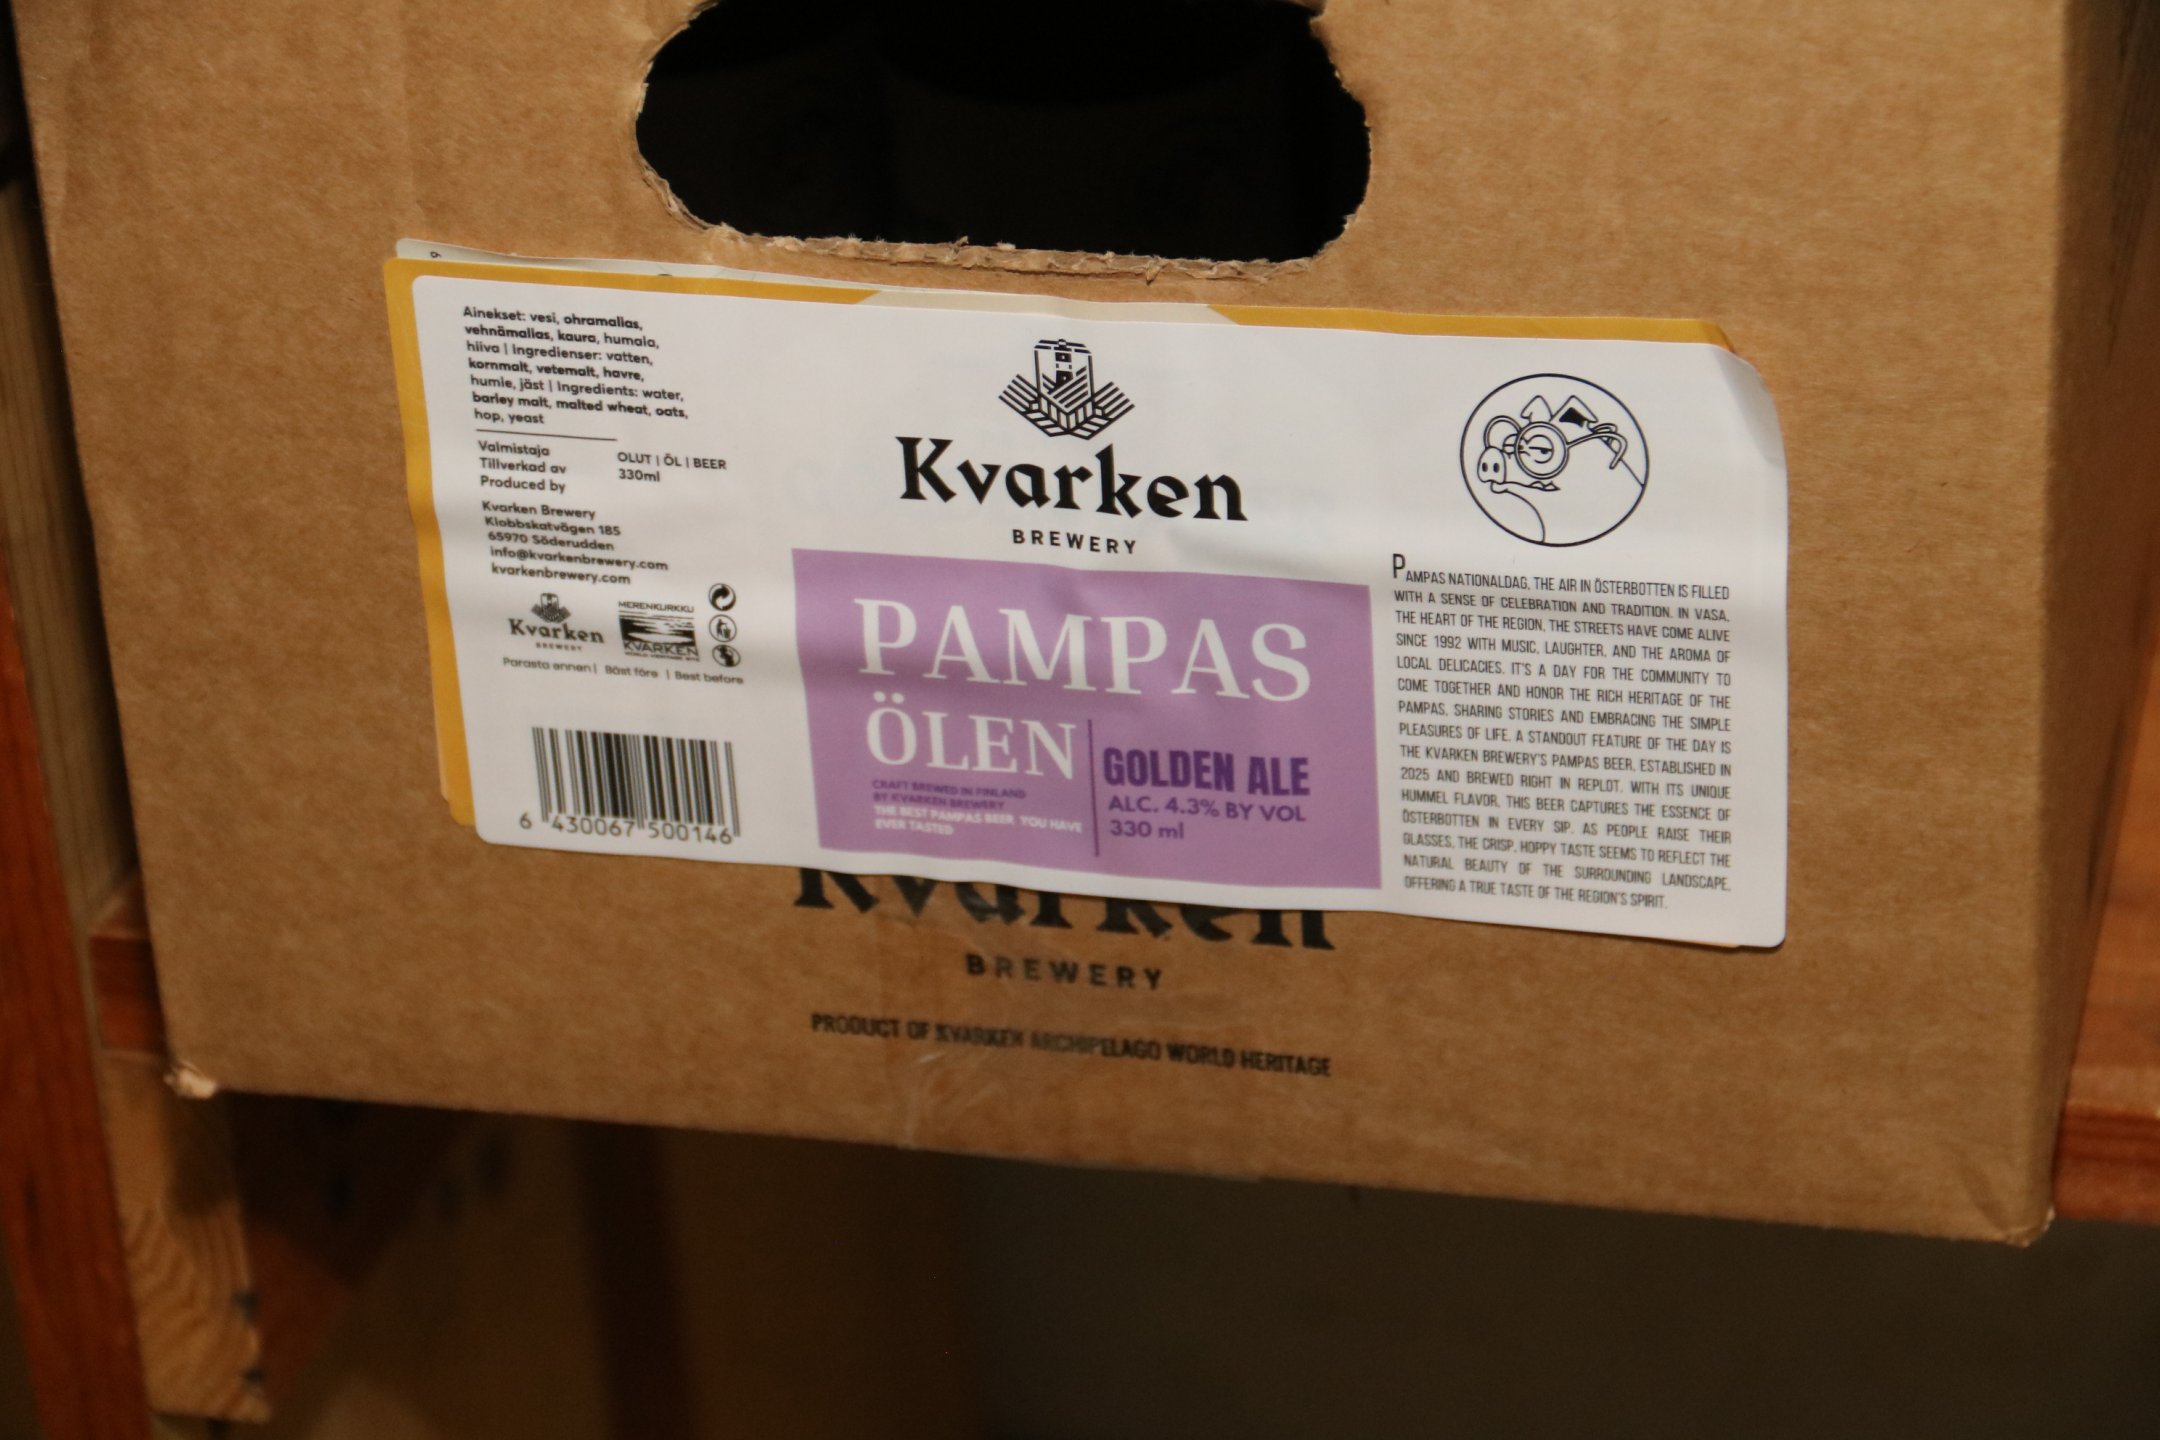 Ainekset: vesi, ohramallas,
vehnämallas, kaura, humala,
hiiva | Ingredienser: vatten,
kornmalt, vetemalt, havre,
humle, jäst | Ingredients: water,
barley malt, malted wheat, oats,
hop, yeast
Valmistaja
Tillverkad av
Produced by
OLUT | ÖL | BEER
330ml
Kvarken Brewery
Klobbskatvägen 185
65970 Söderudden
info@kvarkenbrewery.com
kvarkenbrewery.com
Kvarken
BREWERY
MERENKURKKU
KVARKEN
WORLD HERITAGE SITE
Parasta ennen | Bäst före | Best before
6 430067 500146
Kvarken
BREWERY
PAMPAS
ÖLEN
CRAFT BREWED IN FINLAND
BY KVARKEN BREWERY
THE BEST PAMPAS BEER YOU HAVE
EVER TASTED
GOLDEN ALE
ALC. 4.3% BY VOL
330 ml
PAMPAS NATIONALDAG, THE AIR IN ÖSTERBOTTEN IS FILLED
WITH A SENSE OF CELEBRATION AND TRADITION. IN VASA,
THE HEART OF THE REGION, THE STREETS HAVE COME ALIVE
SINCE 1992 WITH MUSIC, LAUGHTER, AND THE AROMA OF
LOCAL DELICACIES. IT'S A DAY FOR THE COMMUNITY TO
COME TOGETHER AND HONOR THE RICH HERITAGE OF THE
PAMPAS, SHARING STORIES AND EMBRACING THE SIMPLE
PLEASURES OF LIFE. A STANDOUT FEATURE OF THE DAY IS
THE KVARKEN BREWERY'S PAMPAS BEER, ESTABLISHED IN
2025 AND BREWED RIGHT IN REPLOT. WITH ITS UNIQUE
HUMMEL FLAVOR, THIS BEER CAPTURES THE ESSENCE OF
ÖSTERBOTTEN IN EVERY SIP. AS PEOPLE RAISE THEIR
GLASSES, THE CRISP, HOPPY TASTE SEEMS TO REFLECT THE
NATURAL BEAUTY OF THE SURROUNDING LANDSCAPE,
OFFERING A TRUE TASTE OF THE REGION'S SPIRIT.
Kvarken
BREWERY
PRODUCT OF KVARKEN ARCHIPELAGO WORLD HERITAGE